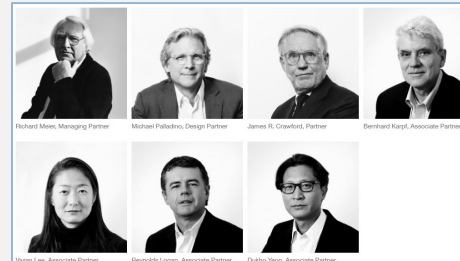 Richard Meier, Managing Partner
Michael Palladino, Design Partner
James R. Crawford, Partner
Bernhard Karpf, Associate Partner
Vivian Lee, Associate Partner
Reynolds Logan, Associate Partner
Dukho Yeon, Associate Partner